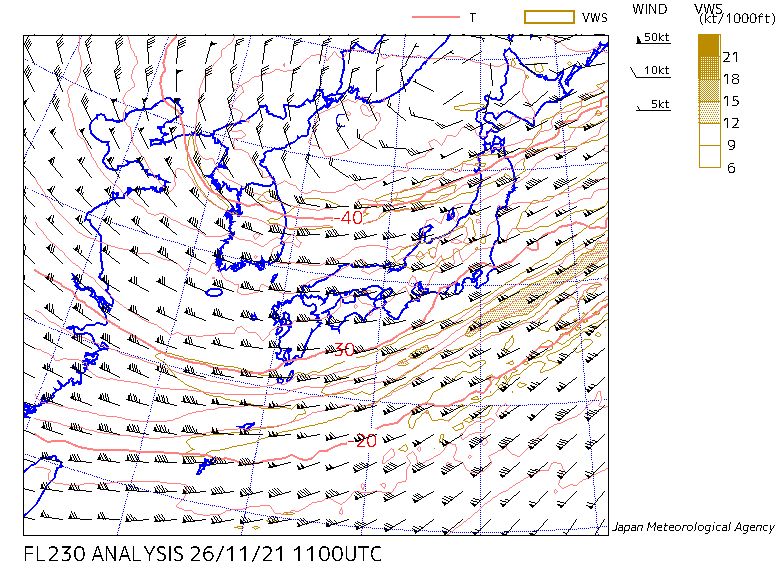 T VWS
WIND VWS
(kt/1000ft)
50kt
10kt
5kt
21
18
15
12
9
6
-40-
-30-
-20
Japan Meteorological Agency
FL230 ANALYSIS 26/11/21 1100UTC